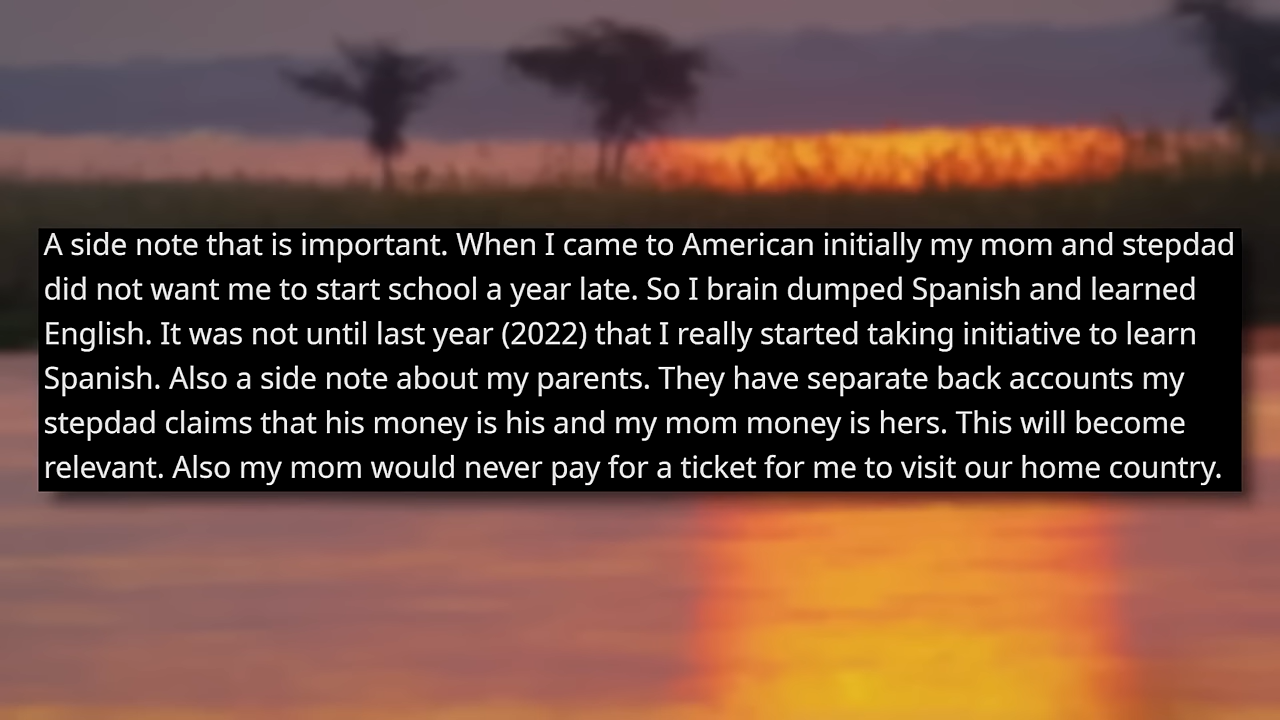 A side note that is important. When I came to American initially my mom and stepdad
did not want me to start school a year late. So I brain dumped Spanish and learned
English. It was not until last year (2022) that I really started taking initiative to learn
Spanish. Also a side note about my parents. They have separate back accounts my
stepdad claims that his money is his and my mom money is hers. This will become
relevant. Also my mom would never pay for a ticket for me to visit our home country.